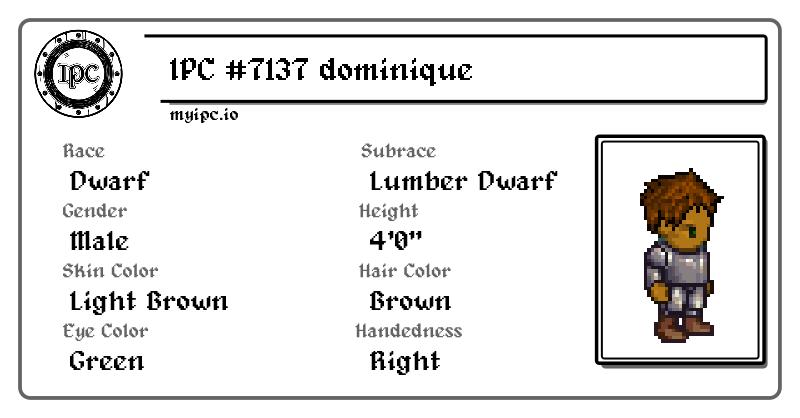 IPC
IPC #7137 dominique
myipc.io
Race
Dwarf
Subrace
Lumber Dwarf
Gender
Male
Height
4'0"
Skin Color
Light Brown
Hair Color
Brown
Eye Color
Green
Handedness
Right